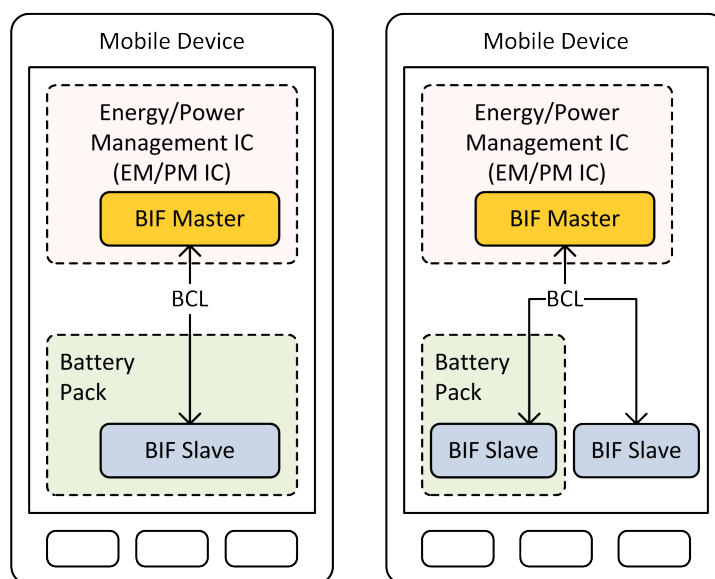 Mobile Device
Energy/Power
Management IC
(EM/PM IC)
BIF Master
BCL
Battery
Pack
BIF Slave
Mobile Device
Energy/Power
Management IC
(EM/PM IC)
BIF Master
BCL
Battery
Pack
BIF Slave
BIF Slave